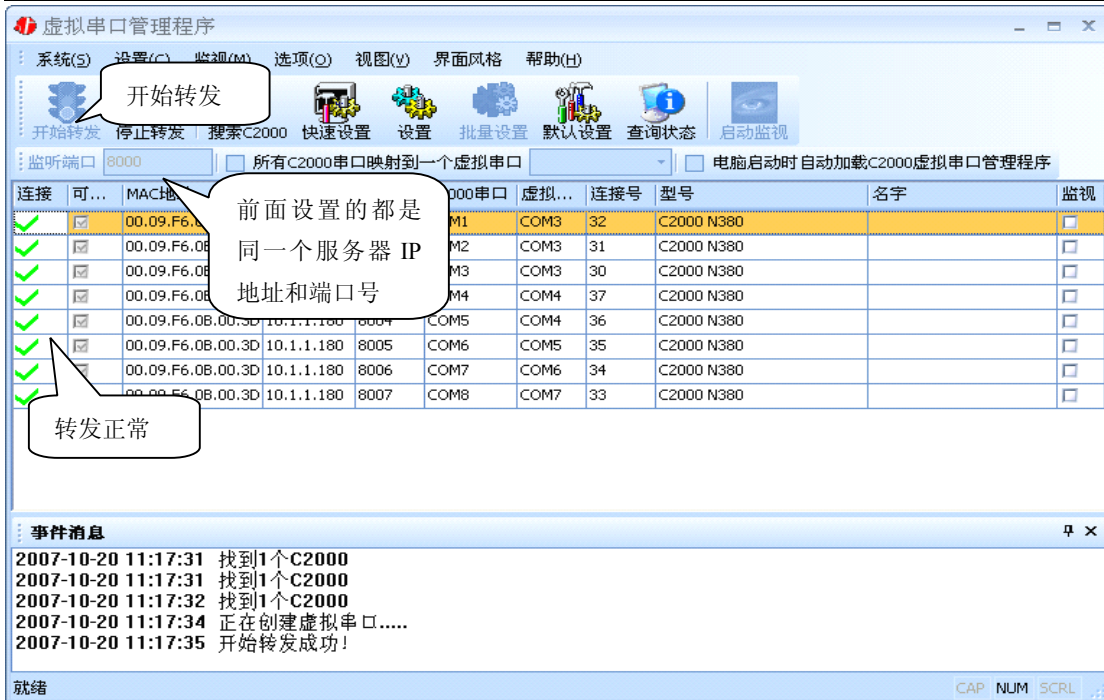 虚拟串口管理程序
系统(S) 设置(C) 监视(M) 选项(O) 视图(V) 界面风格 帮助(H)
开始转发
开始转发 停止转发 搜索C2000 快速设置 设置 批量设置 默认设置 查询状态 启动监视
监听端口 8000 所有C2000串口映射到一个虚拟串口 电脑启动时自动加载C2000虚拟串口管理程序
连接 可... MAC地 000串口 虚拟... 连接号 型号 名字 监视
前面设置的都是
同一个服务器 IP
地址和端口号
00.09.F6.0 M1 COM3 32 C2000 N380
00.09.F6.0B M2 COM3 31 C2000 N380
00.09.F6.0B M3 COM3 30 C2000 N380
00.09.F6.0B M4 COM4 37 C2000 N380
00.09.F6.0B.00.3D 10.1.1.180 8004 COM5 COM4 36 C2000 N380
00.09.F6.0B.00.3D 10.1.1.180 8005 COM6 COM5 35 C2000 N380
00.09.F6.0B.00.3D 10.1.1.180 8006 COM7 COM6 34 C2000 N380
00.09.F6.0B.00.3D 10.1.1.180 8007 COM8 COM7 33 C2000 N380
转发正常
事件消息
2007-10-20 11:17:31 找到1个C2000
2007-10-20 11:17:31 找到1个C2000
2007-10-20 11:17:32 找到1个C2000
2007-10-20 11:17:34 正在创建虚拟串口.....
2007-10-20 11:17:35 开始转发成功!
就绪 CAP NUM SCRL